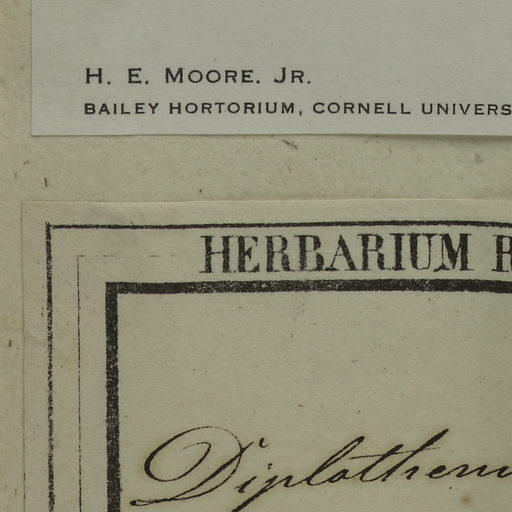 H. E. MOORE. JR.
BAILEY HORTORIUM, CORNELL UNIVERS
HERBARIUM R
Diplothem